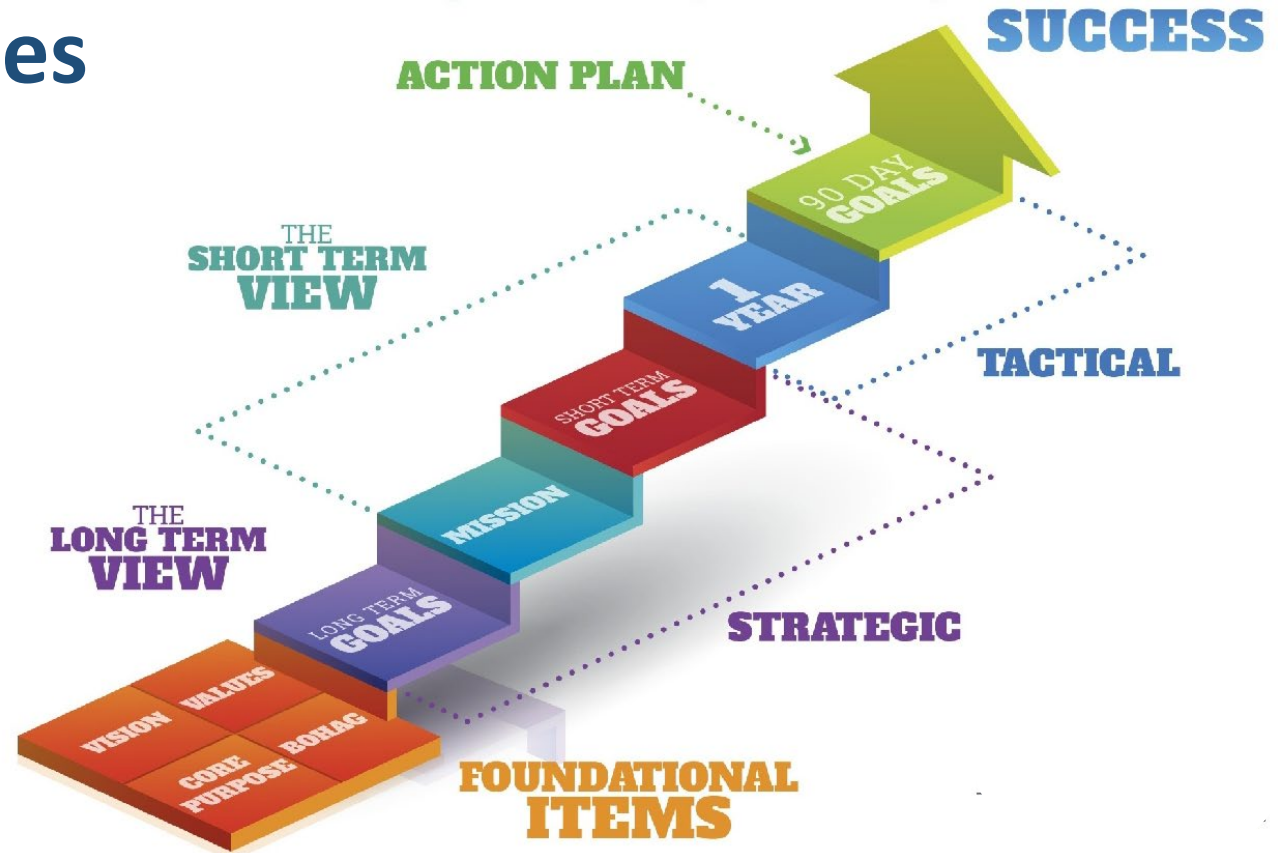 es
SUCCESS
ACTION PLAN
90 DAY
GOALS
THE
SHORT TERM
VIEW
1
YEAR
TACTICAL
SHORT TERM
GOALS
MISSION
THE
LONG TERM
VIEW
LONG TERM
GOALS
STRATEGIC
VALUES
VISION
BOHAG
CORE
PURPOSE
FOUNDATIONAL
ITEMS